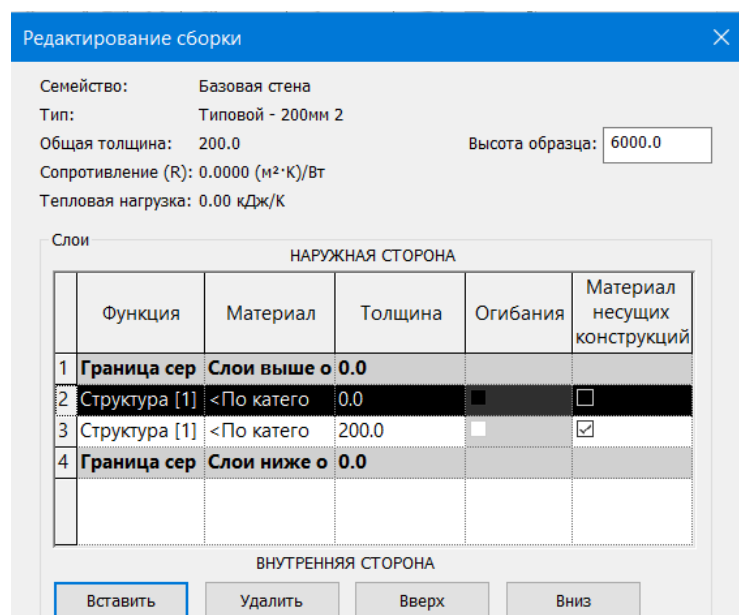 Редактирование сборки
Семейство: Базовая стена
Тип: Типовой - 200мм 2
Общая толщина: 200.0 Высота образца: 6000.0
Сопротивление (R): 0.0000 (м²·К)/Вт
Тепловая нагрузка: 0.00 кДж/К
Слои
НАРУЖНАЯ СТОРОНА
Функция Материал Толщина Огибания Материал несущих конструкций
1 Граница сер Слои выше о 0.0
2 Структура [1] <По катего 0.0
3 Структура [1] <По катего 200.0
4 Граница сер Слои ниже о 0.0
ВНУТРЕННЯЯ СТОРОНА
Вставить Удалить Вверх Вниз